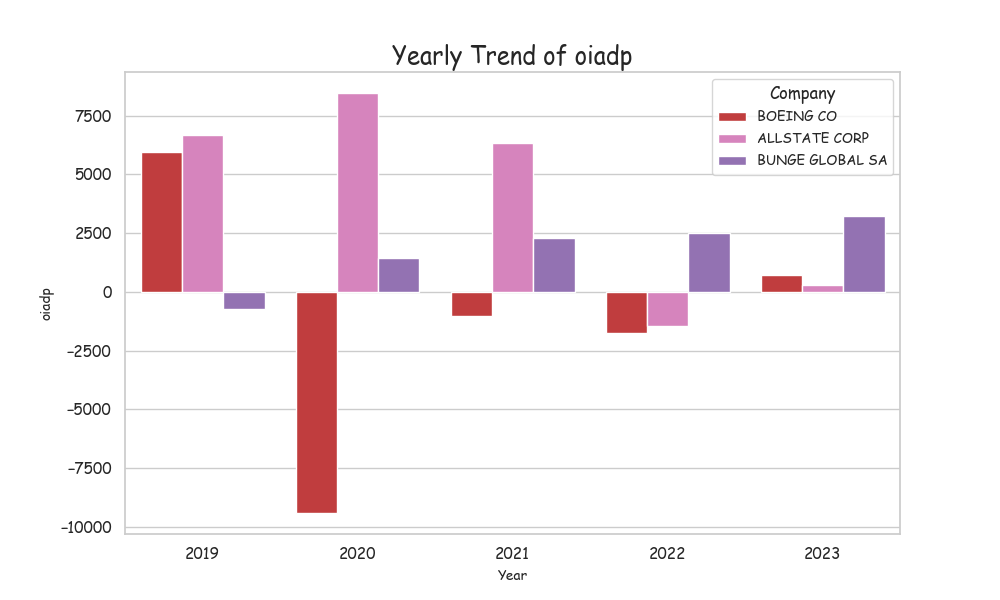 Yearly Trend of oiadp
Company
BOEING CO
ALLSTATE CORP
BUNGE GLOBAL SA
7500
5000
2500
0
−2500
−5000
−7500
−10000
oiadp
2019 2020 2021 2022 2023
Year